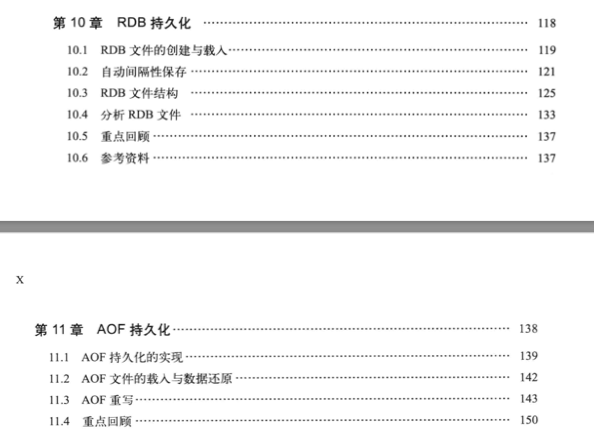 第 10 章 RDB 持久化 …… 118
10.1 RDB 文件的创建与载入 …… 119
10.2 自动间隔性保存 …… 121
10.3 RDB 文件结构 …… 125
10.4 分析 RDB 文件 …… 133
10.5 重点回顾 …… 137
10.6 参考资料 …… 137
X
第 11 章 AOF 持久化 …… 138
11.1 AOF 持久化的实现 …… 139
11.2 AOF 文件的载入与数据还原 …… 142
11.3 AOF 重写 …… 143
11.4 重点回顾 …… 150